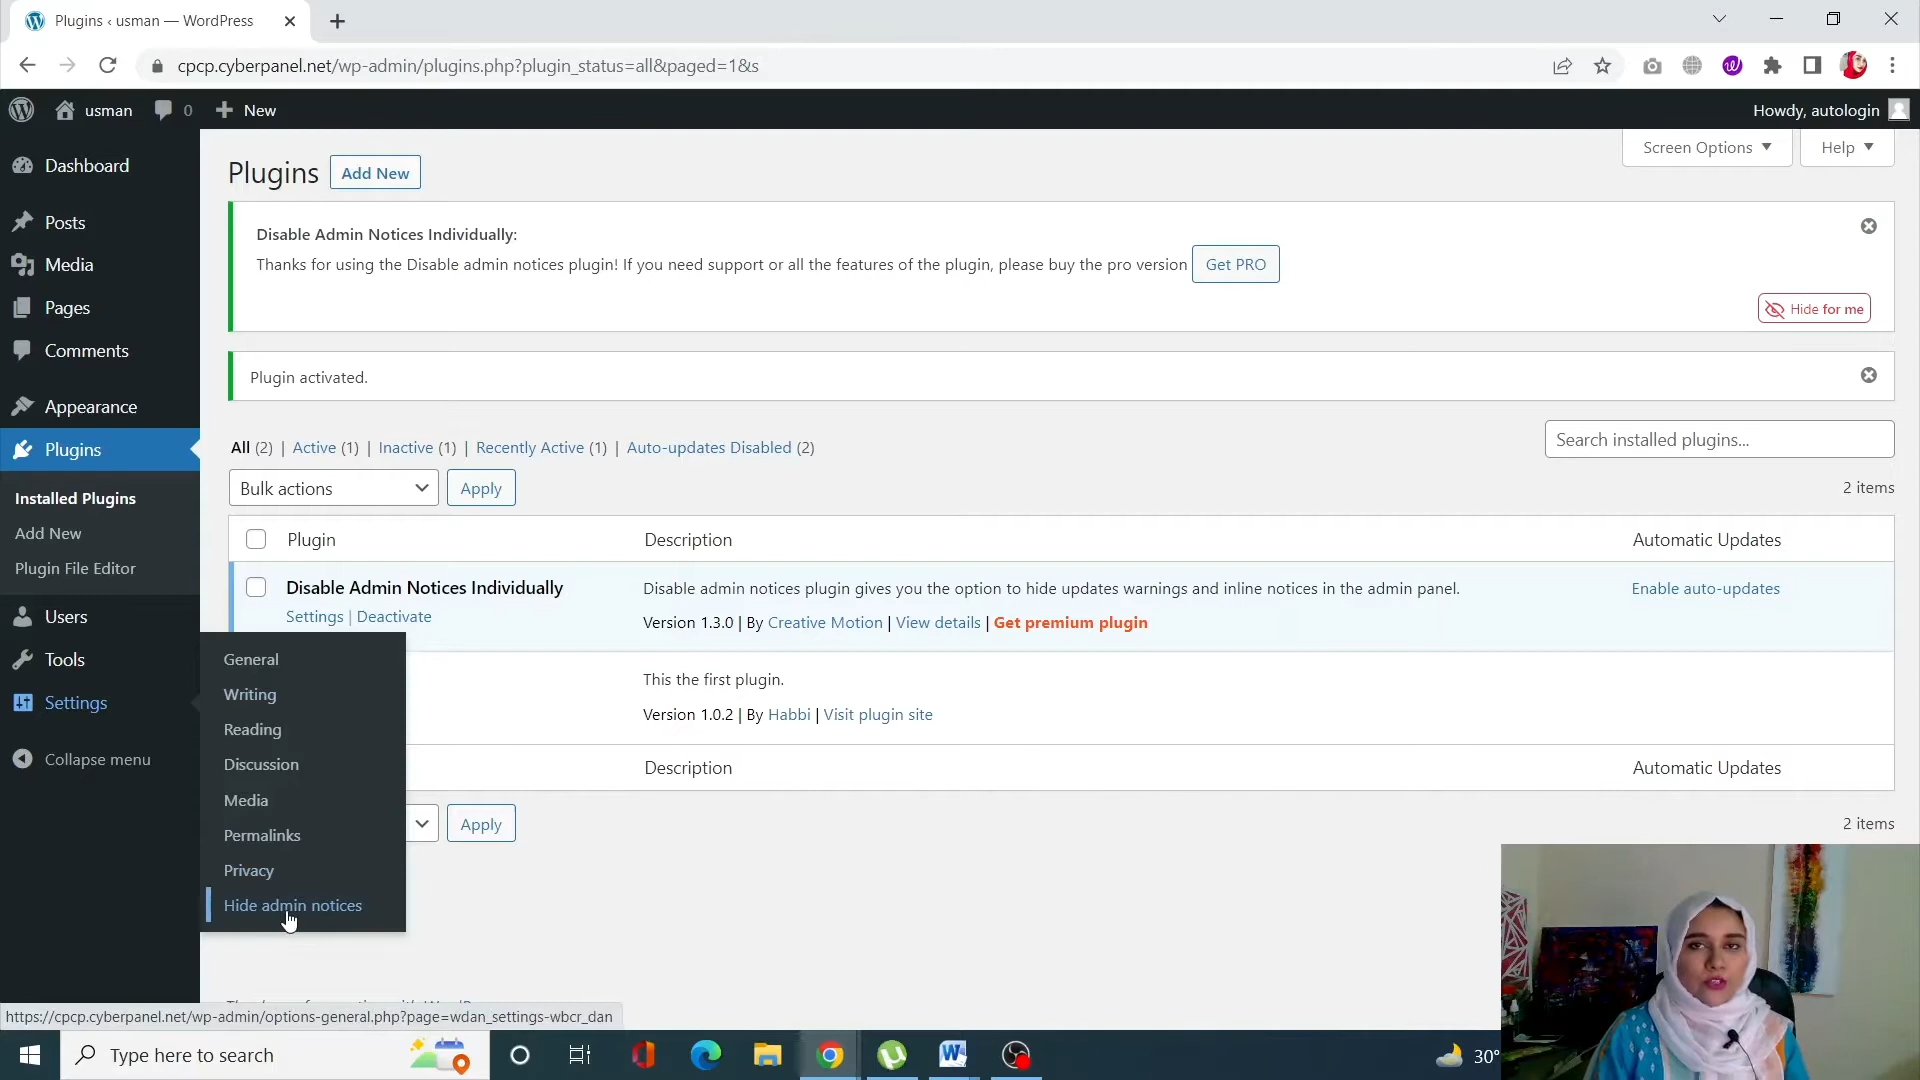 Plugins ‹ usman — WordPress
cpcp.cyberpanel.net/wp-admin/plugins.php?plugin_status=all&paged=1&s
usman 0 New
Howdy, autologin
Screen Options Help
Dashboard
Posts
Media
Pages
Comments
Appearance
Plugins
Installed Plugins
Add New
Plugin File Editor
Users
Tools
Settings
Collapse menu
General
Writing
Reading
Discussion
Media
Permalinks
Privacy
Hide admin notices
Plugins Add New
Disable Admin Notices Individually:
Thanks for using the Disable admin notices plugin! If you need support or all the features of the plugin, please buy the pro version Get PRO
Hide for me
Plugin activated.
All (2) | Active (1) | Inactive (1) | Recently Active (1) | Auto-updates Disabled (2)
Search installed plugins...
Bulk actions Apply
2 items
Plugin Description Automatic Updates
Disable Admin Notices Individually
Settings | Deactivate
Disable admin notices plugin gives you the option to hide updates warnings and inline notices in the admin panel.
Version 1.3.0 | By Creative Motion | View details | Get premium plugin
Enable auto-updates
This the first plugin.
Version 1.0.2 | By Habbi | Visit plugin site
Description Automatic Updates
Apply
2 items
https://cpcp.cyberpanel.net/wp-admin/options-general.php?page=wdan_settings-wbcr_dan
Type here to search
30°